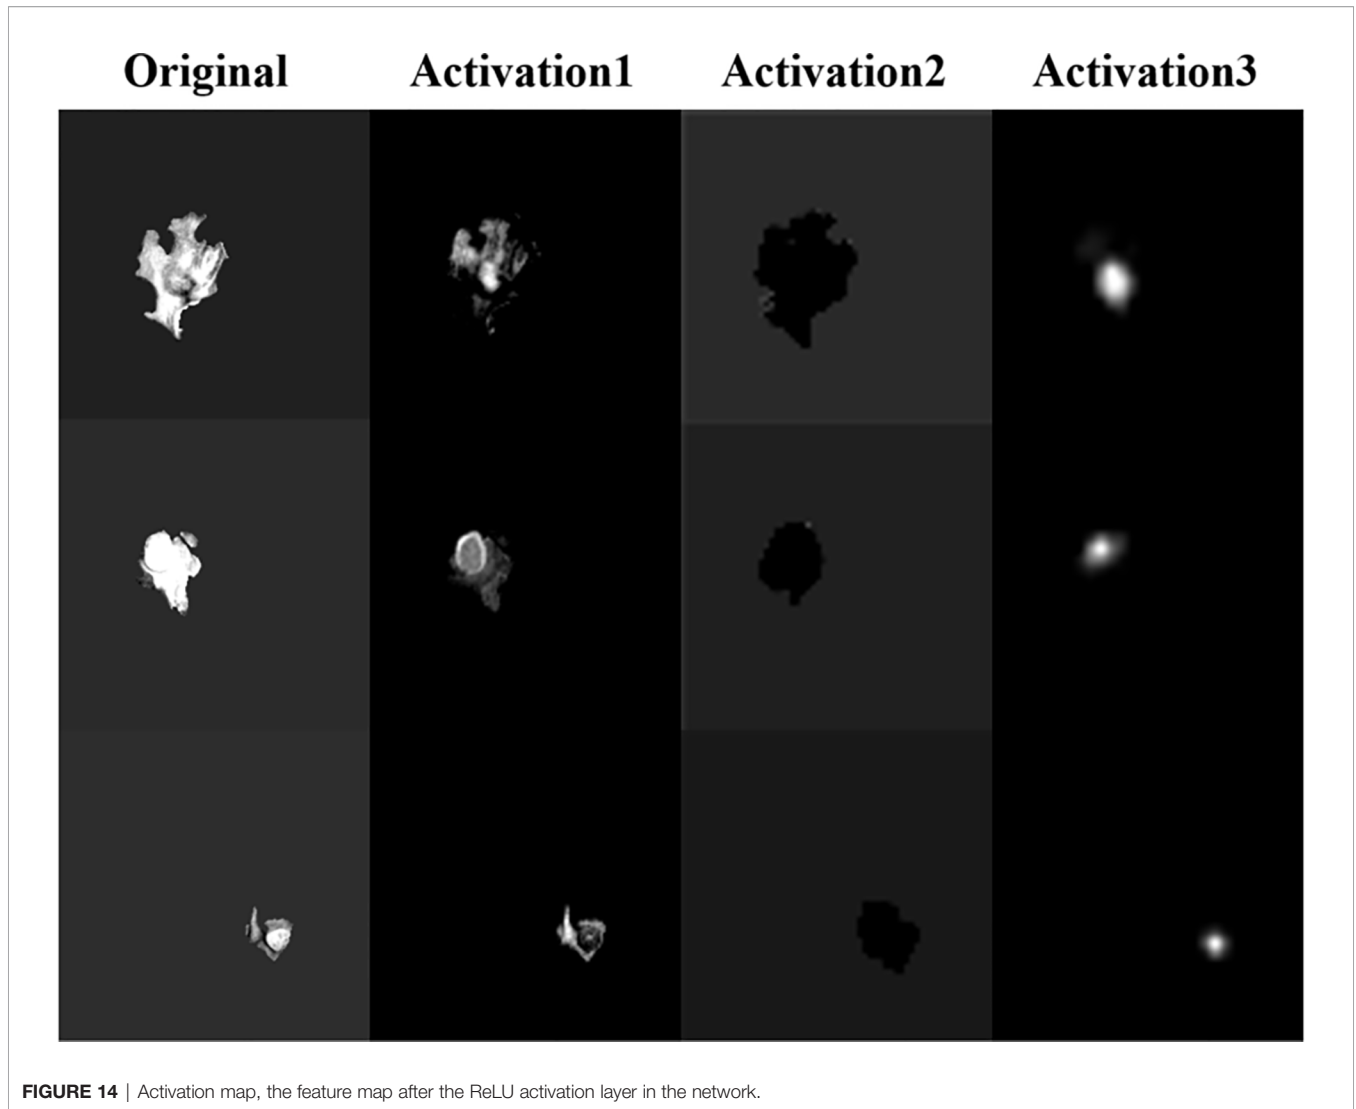 Original Activation1 Activation2 Activation3
FIGURE 14 | Activation map, the feature map after the ReLU activation layer in the network.